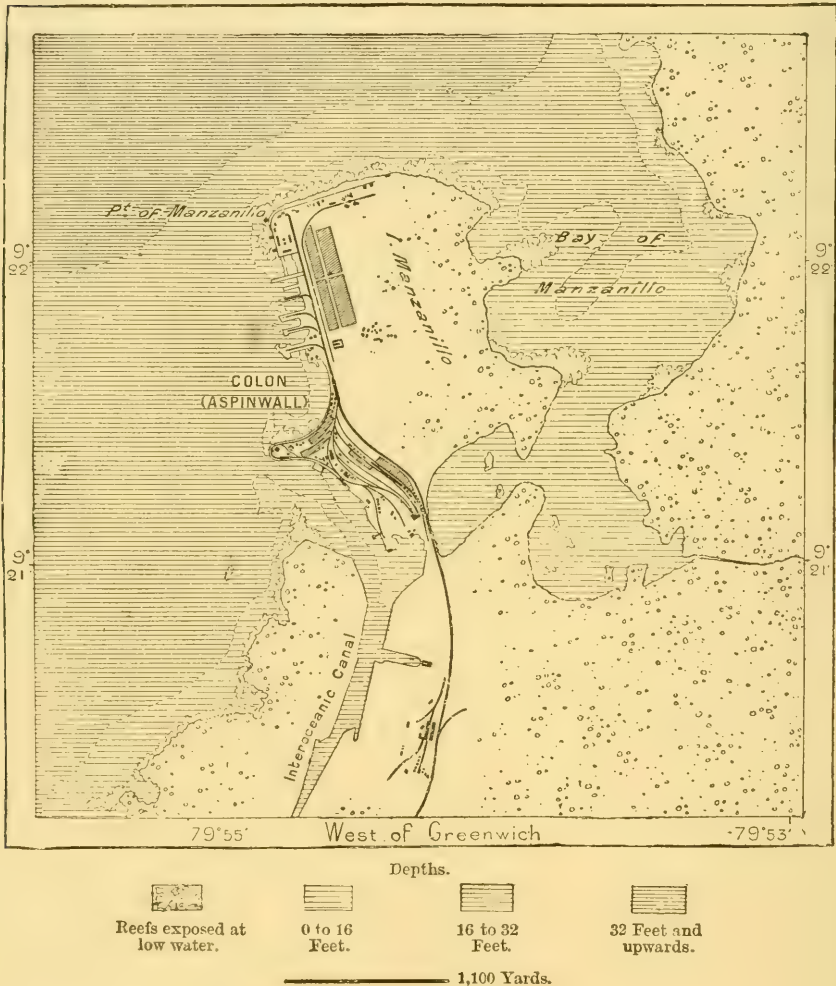 Pt. of Manzanilo
9°
22'
9°
22'
Bay of
Manzanillo
I. Manzanillo
COLON
(ASPINWALL)
9°
21'
9°
21'
Interoceanic Canal
79°55'
West of Greenwich
79°53'
Depths.
Reefs exposed at
low water.
0 to 16
Feet.
16 to 32
Feet.
32 Feet and
upwards.
1,100 Yards.